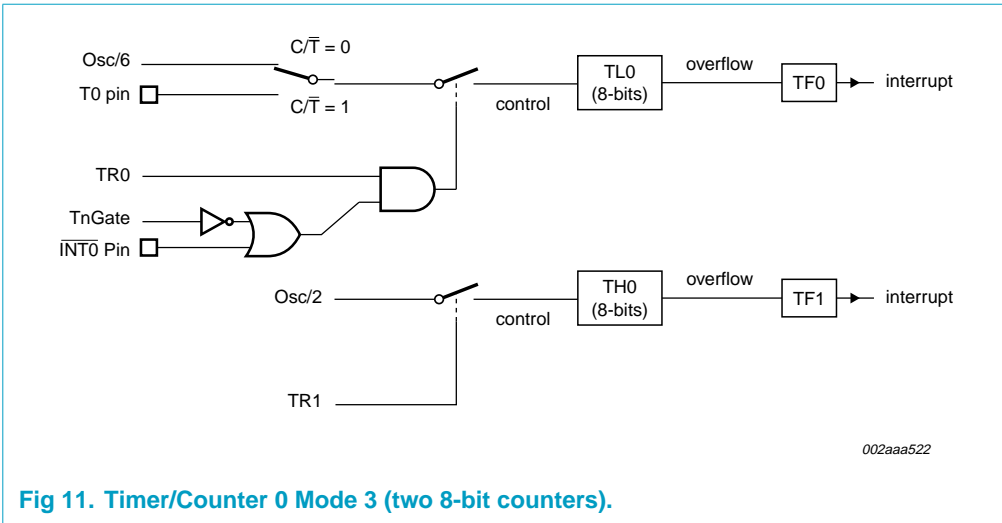 C/T̅ = 0
Osc/6
T0 pin
C/T̅ = 1
control
TL0
(8-bits)
overflow
TF0
interrupt
TR0
TnGate
I̅N̅T̅0̅ Pin
Osc/2
control
TH0
(8-bits)
overflow
TF1
interrupt
TR1
002aaa522
Fig 11. Timer/Counter 0 Mode 3 (two 8-bit counters).